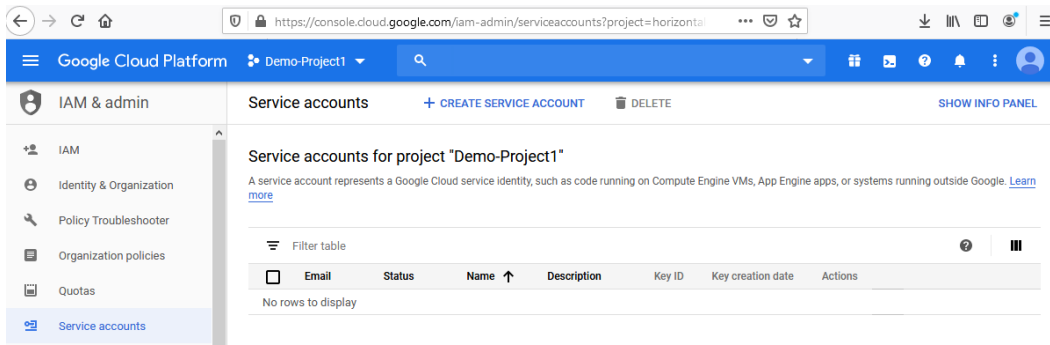 https://console.cloud.google.com/iam-admin/serviceaccounts?project=horizontal
Google Cloud Platform Demo-Project1
IAM & admin Service accounts + CREATE SERVICE ACCOUNT DELETE SHOW INFO PANEL
IAM
Identity & Organization
Policy Troubleshooter
Organization policies
Quotas
Service accounts
Service accounts for project "Demo-Project1"
A service account represents a Google Cloud service identity, such as code running on Compute Engine VMs, App Engine apps, or systems running outside Google. Learn
more
Filter table
Email Status Name Description Key ID Key creation date Actions
No rows to display